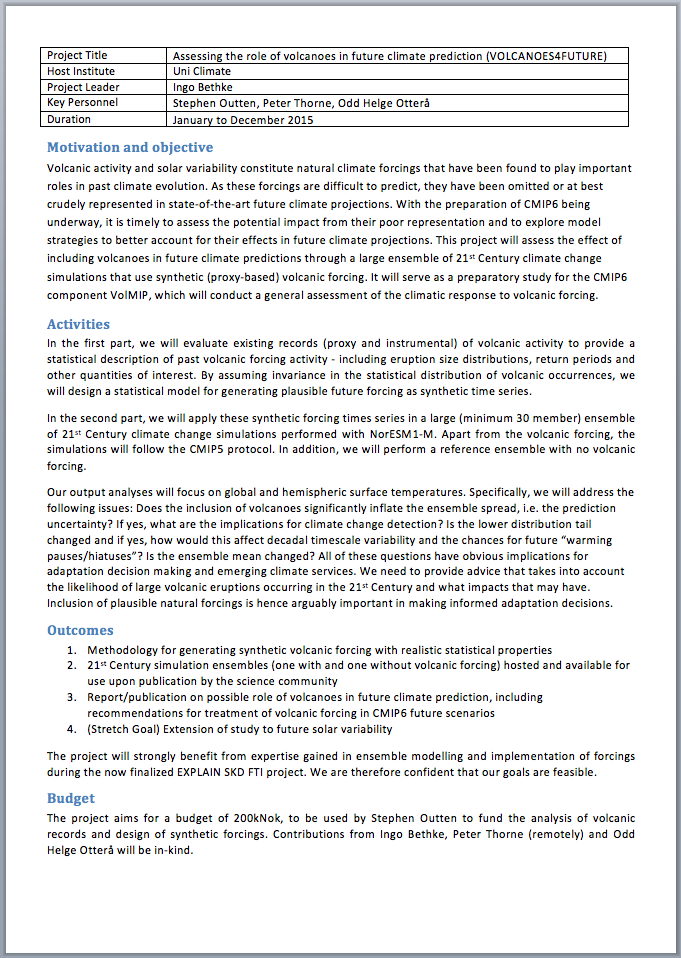 Project Title Assessing the role of volcanoes in future climate prediction (VOLCANOES4FUTURE)
Host Institute Uni Climate
Project Leader Ingo Bethke
Key Personnel Stephen Outten, Peter Thorne, Odd Helge Otterå
Duration January to December 2015
Motivation and objective
Volcanic activity and solar variability constitute natural climate forcings that have been found to play important
roles in past climate evolution. As these forcings are difficult to predict, they have been omitted or at best
crudely represented in state-of-the-art future climate projections. With the preparation of CMIP6 being
underway, it is timely to assess the potential impact from their poor representation and to explore model
strategies to better account for their effects in future climate projections. This project will assess the effect of
including volcanoes in future climate predictions through a large ensemble of 21st Century climate change
simulations that use synthetic (proxy-based) volcanic forcing. It will serve as a preparatory study for the CMIP6
component VolMIP, which will conduct a general assessment of the climatic response to volcanic forcing.
Activities
In the first part, we will evaluate existing records (proxy and instrumental) of volcanic activity to provide a
statistical description of past volcanic forcing activity - including eruption size distributions, return periods and
other quantities of interest. By assuming invariance in the statistical distribution of volcanic occurrences, we
will design a statistical model for generating plausible future forcing as synthetic time series.
In the second part, we will apply these synthetic forcing times series in a large (minimum 30 member) ensemble
of 21st Century climate change simulations performed with NorESM1-M. Apart from the volcanic forcing, the
simulations will follow the CMIP5 protocol. In addition, we will perform a reference ensemble with no volcanic
forcing.
Our output analyses will focus on global and hemispheric surface temperatures. Specifically, we will address the
following issues: Does the inclusion of volcanoes significantly inflate the ensemble spread, i.e. the prediction
uncertainty? If yes, what are the implications for climate change detection? Is the lower distribution tail
changed and if yes, how would this affect decadal timescale variability and the chances for future “warming
pauses/hiatuses”? Is the ensemble mean changed? All of these questions have obvious implications for
adaptation decision making and emerging climate services. We need to provide advice that takes into account
the likelihood of large volcanic eruptions occurring in the 21st Century and what impacts that may have.
Inclusion of plausible natural forcings is hence arguably important in making informed adaptation decisions.
Outcomes
1. Methodology for generating synthetic volcanic forcing with realistic statistical properties
2. 21st Century simulation ensembles (one with and one without volcanic forcing) hosted and available for
use upon publication by the science community
3. Report/publication on possible role of volcanoes in future climate prediction, including
recommendations for treatment of volcanic forcing in CMIP6 future scenarios
4. (Stretch Goal) Extension of study to future solar variability
The project will strongly benefit from expertise gained in ensemble modelling and implementation of forcings
during the now finalized EXPLAIN SKD FTI project. We are therefore confident that our goals are feasible.
Budget
The project aims for a budget of 200kNok, to be used by Stephen Outten to fund the analysis of volcanic
records and design of synthetic forcings. Contributions from Ingo Bethke, Peter Thorne (remotely) and Odd
Helge Otterå will be in-kind.